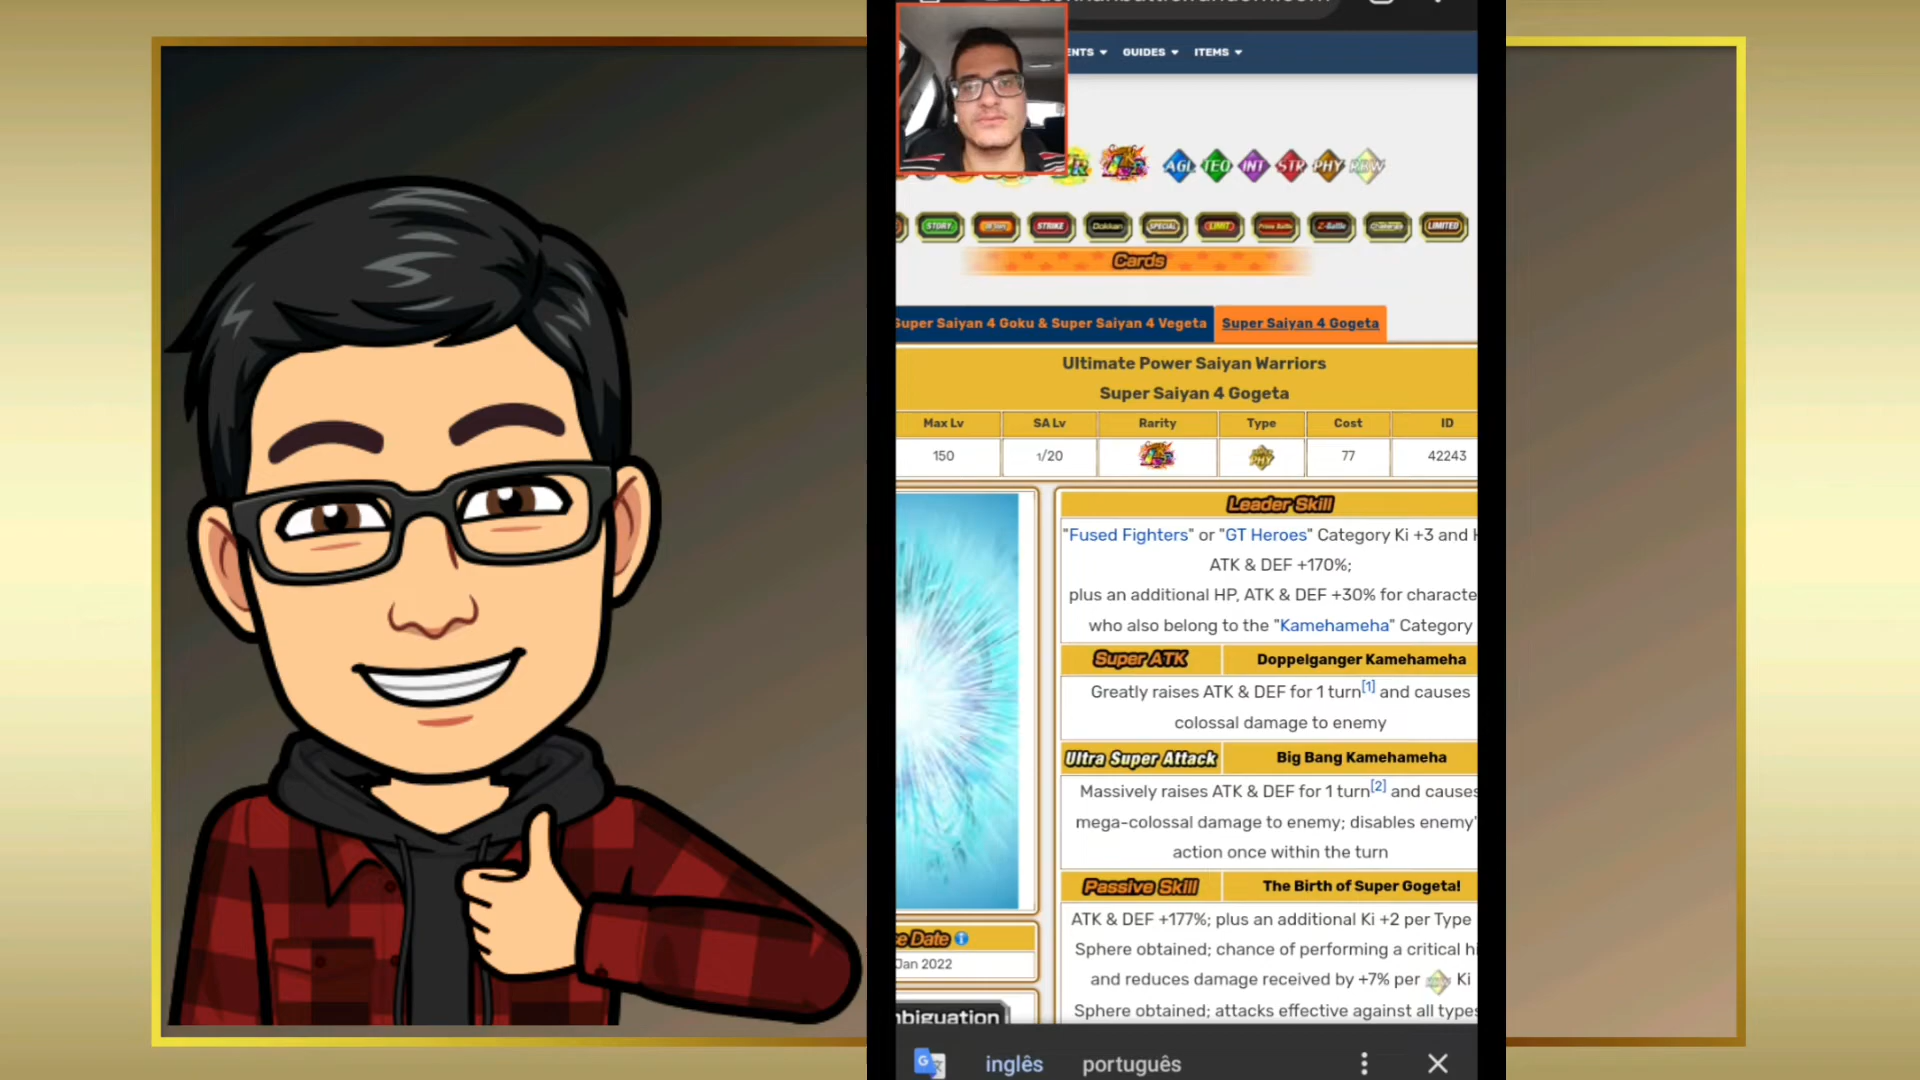 ENTS GUIDES ITEMS
AGL TEQ INT STR PHY
STORY STRIKE Dokkan SPECIAL LIMIT Z-Battle LIMITED
Cards
Super Saiyan 4 Goku & Super Saiyan 4 Vegeta Super Saiyan 4 Gogeta
Ultimate Power Saiyan Warriors
Super Saiyan 4 Gogeta
Max Lv SA Lv Rarity Type Cost ID
150 1/20 LR PHY 77 42243
Leader Skill
"Fused Fighters" or "GT Heroes" Category Ki +3 and
ATK & DEF +170%;
plus an additional HP, ATK & DEF +30% for characte
who also belong to the "Kamehameha" Category
Super ATK Doppelganger Kamehameha
Greatly raises ATK & DEF for 1 turn[1] and causes
colossal damage to enemy
Ultra Super Attack Big Bang Kamehameha
Massively raises ATK & DEF for 1 turn[2] and causes
mega-colossal damage to enemy; disables enemy'
action once within the turn
Passive Skill The Birth of Super Gogeta!
ATK & DEF +177%; plus an additional Ki +2 per Type
Sphere obtained; chance of performing a critical hi
and reduces damage received by +7% per Ki
Sphere obtained; attacks effective against all types
se Date
Jan 2022
mbiguation
inglês português